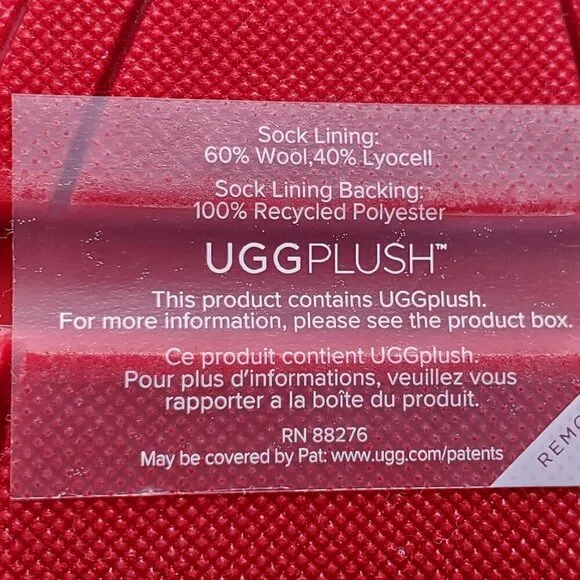 Sock Lining:
60% Wool,40% Lyocell
Sock Lining Backing:
100% Recycled Polyester
UGGPLUSH™
This product contains UGGplush.
For more information, please see the product box.
Ce produit contient UGGplush.
Pour plus d'informations, veuillez vous
rapporter a la boîte du produit.
RN 88276
May be covered by Pat: www.ugg.com/patents